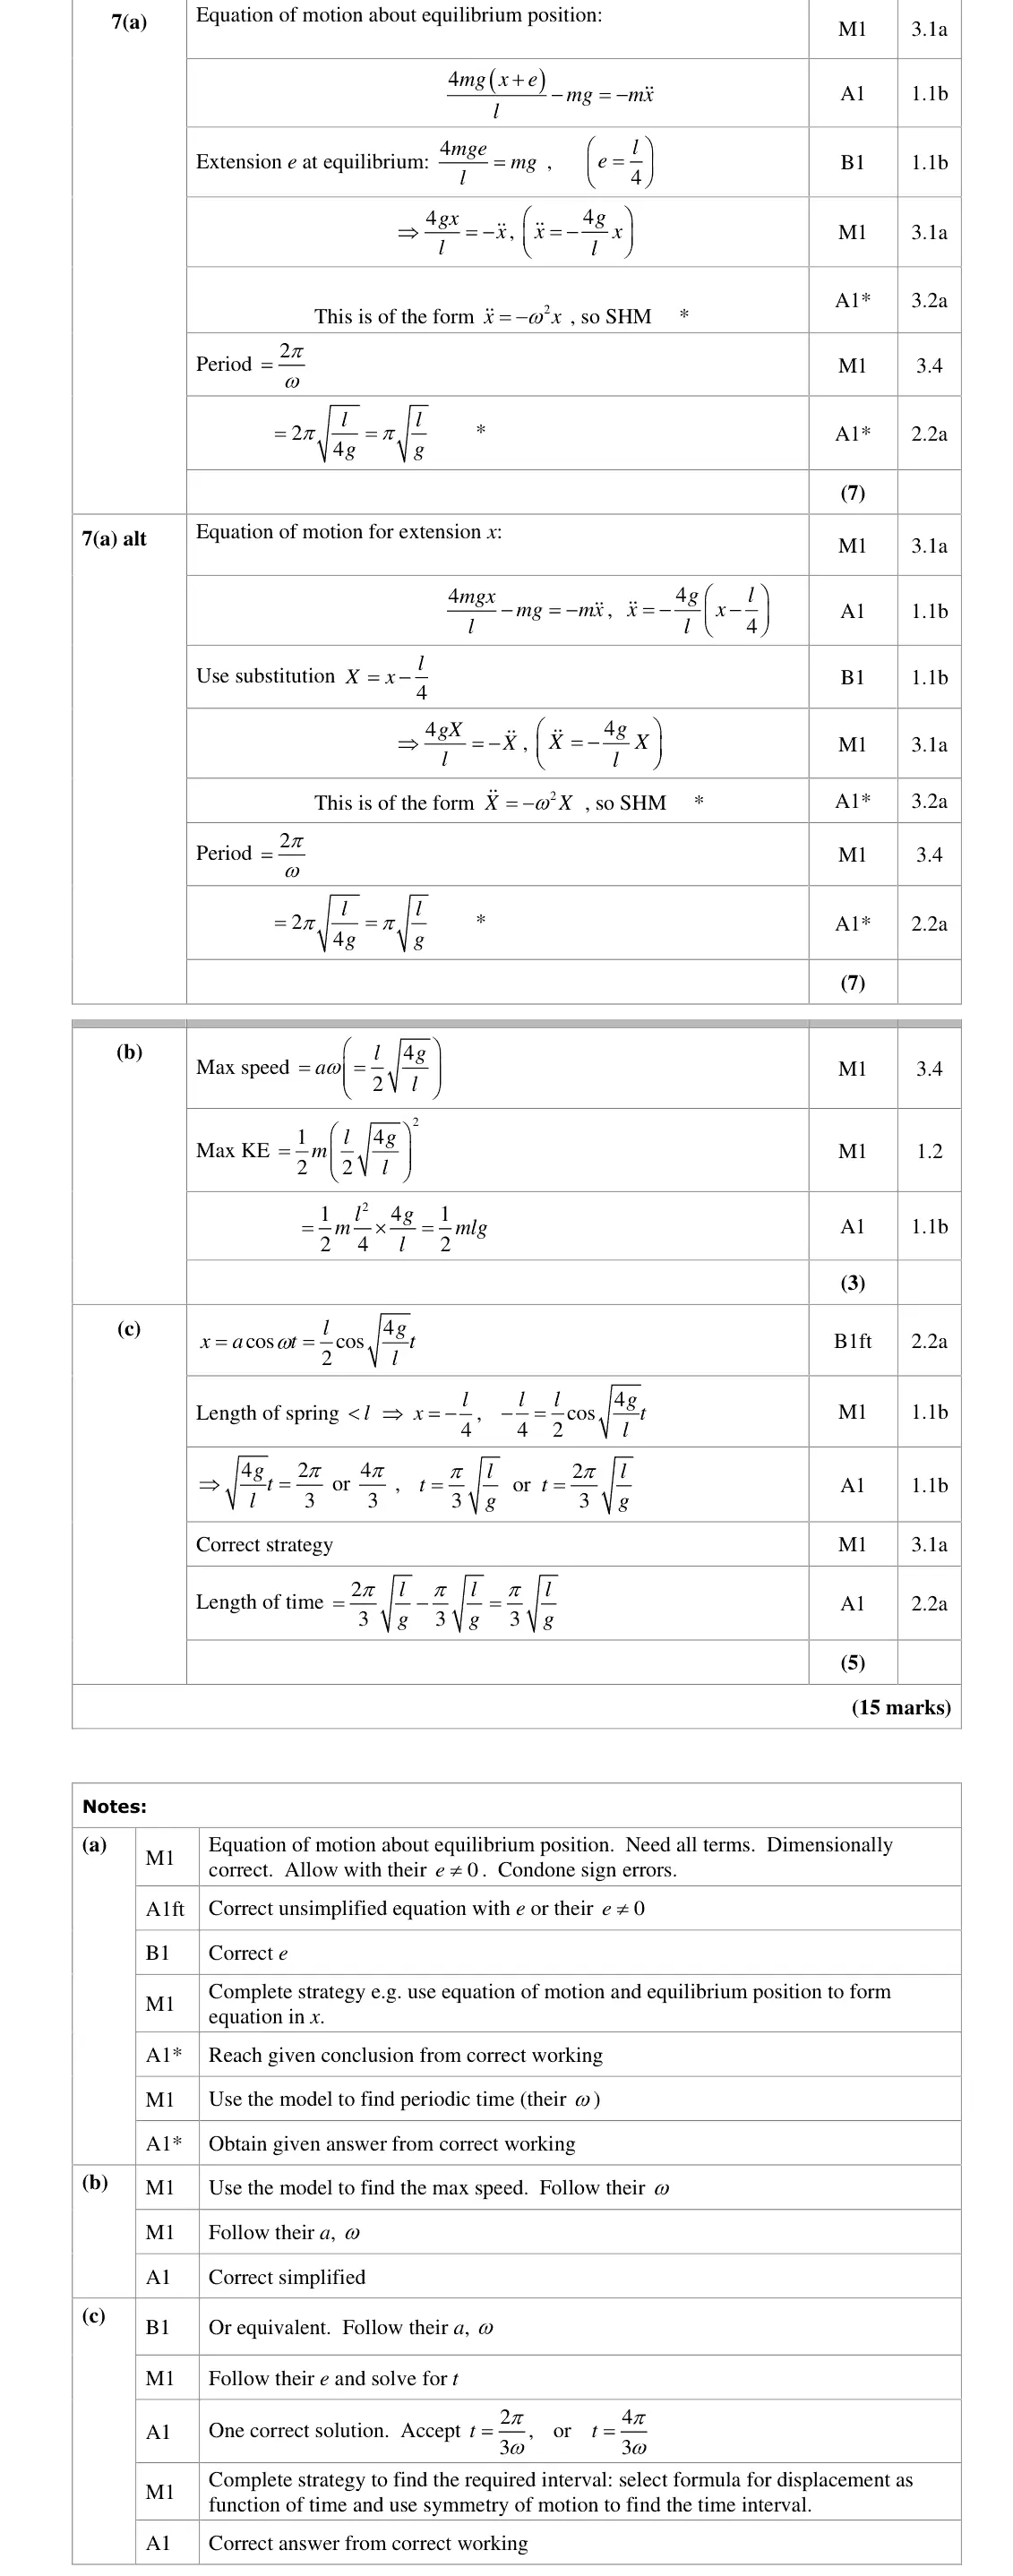 7(a) Equation of motion about equilibrium position: M1 3.1a
4mg(x+e)/l − mg = −mẍ A1 1.1b
Extension e at equilibrium: 4mge/l = mg , (e = l/4) B1 1.1b
⇒ 4gx/l = −ẍ, (ẍ = −4g/l x) M1 3.1a
This is of the form ẍ = −ω²x , so SHM * A1* 3.2a
Period = 2π/ω M1 3.4
= 2π√(l/4g) = π√(l/g) * A1* 2.2a
(7)
7(a) alt Equation of motion for extension x: M1 3.1a
4mgx/l − mg = −mẍ , ẍ = −4g/l (x − l/4) A1 1.1b
Use substitution X = x − l/4 B1 1.1b
⇒ 4gX/l = −Ẍ , (Ẍ = −4g/l X) M1 3.1a
This is of the form Ẍ = −ω²X , so SHM * A1* 3.2a
Period = 2π/ω M1 3.4
= 2π√(l/4g) = π√(l/g) * A1* 2.2a
(7)
(b) Max speed = aω (= l/2 √(4g/l)) M1 3.4
Max KE = 1/2 m (l/2 √(4g/l))² M1 1.2
= 1/2 m l²/4 × 4g/l = 1/2 mlg A1 1.1b
(3)
(c) x = a cos ωt = l/2 cos √(4g/l) t B1ft 2.2a
Length of spring < l ⇒ x = −l/4 , −l/4 = l/2 cos √(4g/l) t M1 1.1b
⇒ √(4g/l) t = 2π/3 or 4π/3 , t = π/3 √(l/g) or t = 2π/3 √(l/g) A1 1.1b
Correct strategy M1 3.1a
Length of time = 2π/3 √(l/g) − π/3 √(l/g) = π/3 √(l/g) A1 2.2a
(5)
(15 marks)
Notes:
(a) M1 Equation of motion about equilibrium position. Need all terms. Dimensionally
correct. Allow with their e ≠ 0 . Condone sign errors.
A1ft Correct unsimplified equation with e or their e ≠ 0
B1 Correct e
M1 Complete strategy e.g. use equation of motion and equilibrium position to form
equation in x.
A1* Reach given conclusion from correct working
M1 Use the model to find periodic time (their ω)
A1* Obtain given answer from correct working
(b) M1 Use the model to find the max speed. Follow their ω
M1 Follow their a, ω
A1 Correct simplified
(c) B1 Or equivalent. Follow their a, ω
M1 Follow their e and solve for t
A1 One correct solution. Accept t = 2π/3ω , or t = 4π/3ω
M1 Complete strategy to find the required interval: select formula for displacement as
function of time and use symmetry of motion to find the time interval.
A1 Correct answer from correct working